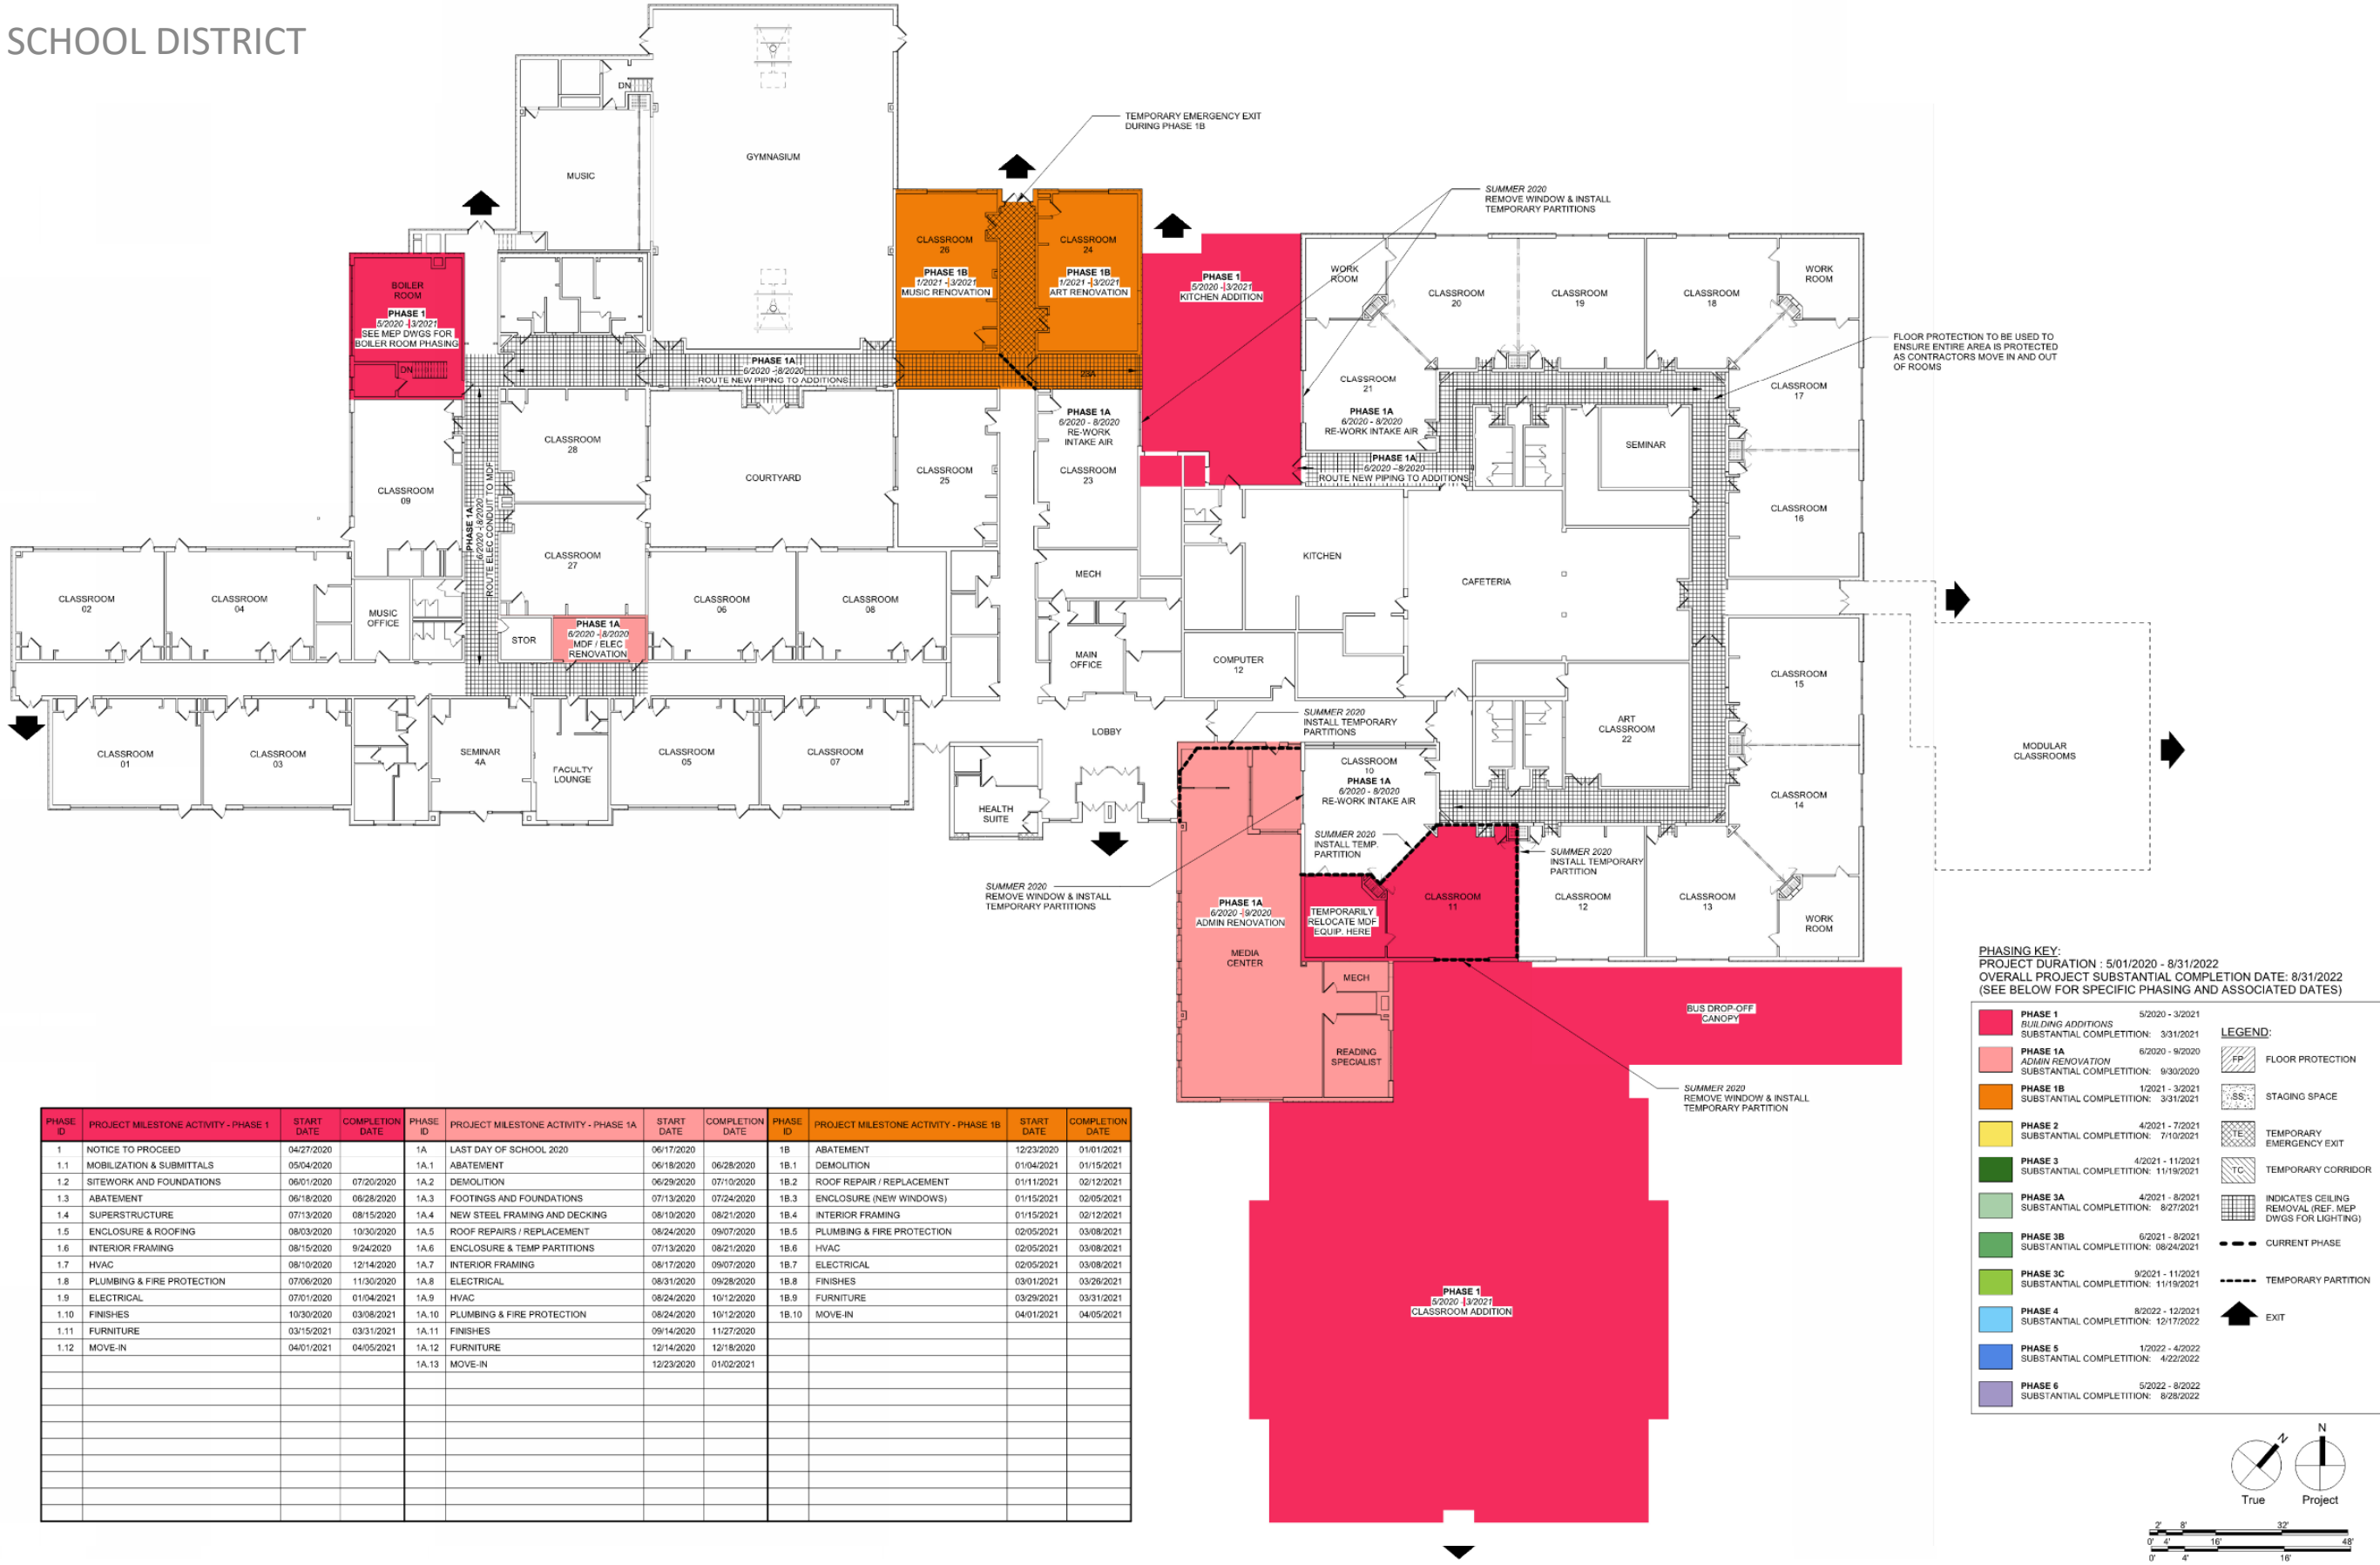 SCHOOL DISTRICT
TEMPORARY EMERGENCY EXIT
DURING PHASE 1B
DN
GYMNASIUM
MUSIC
SUMMER 2020
REMOVE WINDOW & INSTALL
TEMPORARY PARTITIONS
CLASSROOM
26
PHASE 1B
1/2021 - 3/2021
MUSIC RENOVATION
CLASSROOM
24
PHASE 1B
1/2021 - 3/2021
ART RENOVATION
PHASE 1
5/2020 - 3/2021
KITCHEN ADDITION
WORK
ROOM
CLASSROOM
20
CLASSROOM
19
CLASSROOM
18
WORK
ROOM
BOILER
ROOM
PHASE 1
5/2020 - 3/2021
SEE MEP DWGS FOR
BOILER ROOM PHASING
DN
PHASE 1A
6/2020 - 8/2020
ROUTE NEW PIPING TO ADDITIONS
23A
FLOOR PROTECTION TO BE USED TO
ENSURE ENTIRE AREA IS PROTECTED
AS CONTRACTORS MOVE IN AND OUT
OF ROOMS
CLASSROOM
21
PHASE 1A
6/2020 - 8/2020
RE-WORK INTAKE AIR
CLASSROOM
17
CLASSROOM
28
COURTYARD
CLASSROOM
25
PHASE 1A
6/2020 - 8/2020
RE-WORK
INTAKE AIR
CLASSROOM
23
SEMINAR
PHASE 1A
6/2020 - 8/2020
ROUTE NEW PIPING TO ADDITIONS
CLASSROOM
09
PHASE 1A
6/2020 - 8/2020
ROUTE ELEC CONDUIT TO MDF
CLASSROOM
16
CLASSROOM
27
MECH
KITCHEN
CAFETERIA
CLASSROOM
02
CLASSROOM
04
MUSIC
OFFICE
STOR
PHASE 1A
6/2020 - 8/2020
MDF / ELEC
RENOVATION
CLASSROOM
06
CLASSROOM
08
MAIN
OFFICE
COMPUTER
12
CLASSROOM
15
CLASSROOM
01
CLASSROOM
03
SEMINAR
4A
FACULTY
LOUNGE
CLASSROOM
05
CLASSROOM
07
LOBBY
HEALTH
SUITE
SUMMER 2020
INSTALL TEMPORARY
PARTITIONS
ART
CLASSROOM
22
MODULAR
CLASSROOMS
CLASSROOM
10
PHASE 1A
6/2020 - 8/2020
RE-WORK INTAKE AIR
CLASSROOM
14
SUMMER 2020
INSTALL TEMP.
PARTITION
SUMMER 2020
INSTALL TEMPORARY
PARTITION
SUMMER 2020
REMOVE WINDOW & INSTALL
TEMPORARY PARTITIONS
PHASE 1A
6/2020 - 9/2020
ADMIN RENOVATION
MEDIA
CENTER
TEMPORARILY
RELOCATE MDF
EQUIP. HERE
CLASSROOM
11
CLASSROOM
12
CLASSROOM
13
WORK
ROOM
MECH
READING
SPECIALIST
BUS DROP-OFF
CANOPY
SUMMER 2020
REMOVE WINDOW & INSTALL
TEMPORARY PARTITION
PHASE 1
5/2020 - 3/2021
CLASSROOM ADDITION
PHASE ID PROJECT MILESTONE ACTIVITY - PHASE 1 START DATE COMPLETION DATE PHASE ID PROJECT MILESTONE ACTIVITY - PHASE 1A START DATE COMPLETION DATE PHASE ID PROJECT MILESTONE ACTIVITY - PHASE 1B START DATE COMPLETION DATE
1 NOTICE TO PROCEED 04/27/2020 1A LAST DAY OF SCHOOL 2020 06/17/2020 1B ABATEMENT 12/23/2020 01/01/2021
1.1 MOBILIZATION & SUBMITTALS 05/04/2020 1A.1 ABATEMENT 06/18/2020 06/28/2020 1B.1 DEMOLITION 01/04/2021 01/15/2021
1.2 SITEWORK AND FOUNDATIONS 06/01/2020 07/20/2020 1A.2 DEMOLITION 06/29/2020 07/10/2020 1B.2 ROOF REPAIR / REPLACEMENT 01/11/2021 02/12/2021
1.3 ABATEMENT 06/18/2020 06/28/2020 1A.3 FOOTINGS AND FOUNDATIONS 07/13/2020 07/24/2020 1B.3 ENCLOSURE (NEW WINDOWS) 01/15/2021 02/05/2021
1.4 SUPERSTRUCTURE 07/13/2020 08/15/2020 1A.4 NEW STEEL FRAMING AND DECKING 08/10/2020 08/21/2020 1B.4 INTERIOR FRAMING 01/15/2021 02/12/2021
1.5 ENCLOSURE & ROOFING 08/03/2020 10/30/2020 1A.5 ROOF REPAIRS / REPLACEMENT 08/24/2020 09/07/2020 1B.5 PLUMBING & FIRE PROTECTION 02/05/2021 03/08/2021
1.6 INTERIOR FRAMING 08/15/2020 9/24/2020 1A.6 ENCLOSURE & TEMP PARTITIONS 07/13/2020 08/21/2020 1B.6 HVAC 02/05/2021 03/08/2021
1.7 HVAC 08/10/2020 12/14/2020 1A.7 INTERIOR FRAMING 08/17/2020 09/07/2020 1B.7 ELECTRICAL 02/05/2021 03/08/2021
1.8 PLUMBING & FIRE PROTECTION 07/06/2020 11/30/2020 1A.8 ELECTRICAL 08/31/2020 09/28/2020 1B.8 FINISHES 03/01/2021 03/26/2021
1.9 ELECTRICAL 07/01/2020 01/04/2021 1A.9 HVAC 08/24/2020 10/12/2020 1B.9 FURNITURE 03/29/2021 03/31/2021
1.10 FINISHES 10/30/2020 03/08/2021 1A.10 PLUMBING & FIRE PROTECTION 08/24/2020 10/12/2020 1B.10 MOVE-IN 04/01/2021 04/05/2021
1.11 FURNITURE 03/15/2021 03/31/2021 1A.11 FINISHES 09/14/2020 11/27/2020
1.12 MOVE-IN 04/01/2021 04/05/2021 1A.12 FURNITURE 12/14/2020 12/18/2020
1A.13 MOVE-IN 12/23/2020 01/02/2021
PHASING KEY:
PROJECT DURATION : 5/01/2020 - 8/31/2022
OVERALL PROJECT SUBSTANTIAL COMPLETION DATE: 8/31/2022
(SEE BELOW FOR SPECIFIC PHASING AND ASSOCIATED DATES)
PHASE 1 5/2020 - 3/2021
BUILDING ADDITIONS
SUBSTANTIAL COMPLETITION: 3/31/2021
PHASE 1A 6/2020 - 9/2020
ADMIN RENOVATION
SUBSTANTIAL COMPLETITION: 9/30/2020
PHASE 1B 1/2021 - 3/2021
SUBSTANTIAL COMPLETITION: 3/31/2021
PHASE 2 4/2021 - 7/2021
SUBSTANTIAL COMPLETITION: 7/10/2021
PHASE 3 4/2021 - 11/2021
SUBSTANTIAL COMPLETITION: 11/19/2021
PHASE 3A 4/2021 - 8/2021
SUBSTANTIAL COMPLETITION: 8/27/2021
PHASE 3B 6/2021 - 8/2021
SUBSTANTIAL COMPLETITION: 08/24/2021
PHASE 3C 9/2021 - 11/2021
SUBSTANTIAL COMPLETITION: 11/19/2021
PHASE 4 8/2022 - 12/2021
SUBSTANTIAL COMPLETITION: 12/17/2022
PHASE 5 1/2022 - 4/2022
SUBSTANTIAL COMPLETITION: 4/22/2022
PHASE 6 5/2022 - 8/2022
SUBSTANTIAL COMPLETITION: 8/28/2022
LEGEND:
FP FLOOR PROTECTION
SS STAGING SPACE
TE TEMPORARY
EMERGENCY EXIT
TC TEMPORARY CORRIDOR
INDICATES CEILING
REMOVAL (REF. MEP
DWGS FOR LIGHTING)
CURRENT PHASE
TEMPORARY PARTITION
EXIT
N
N
True
Project
2' 8' 32'
0' 4' 16' 48'
0' 4' 16'